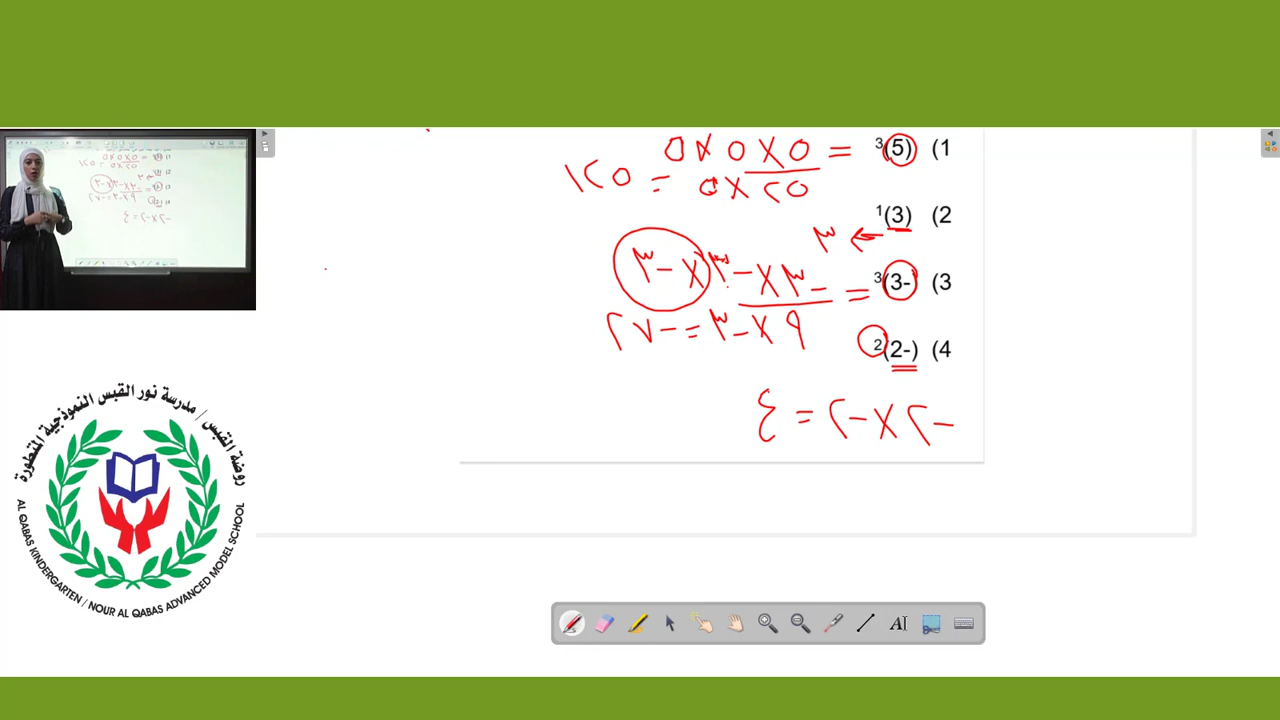 (1 (5)³ = ٥ × ٥ × ٥
٢٥ × ٥ = ١٢٥
(2 (3)¹ ← ٣
(3 (3-)³ = -٣ × -٣ × -٣
٩ × -٣ = -٢٧
(4 (2-)²
-٢ × -٢ = ٤
روضة القبس / مدرسة نور القبس النموذجية المتطورة
AL QABAS KINDERGARTEN / NOUR AL QABAS ADVANCED MODEL SCHOOL
AI